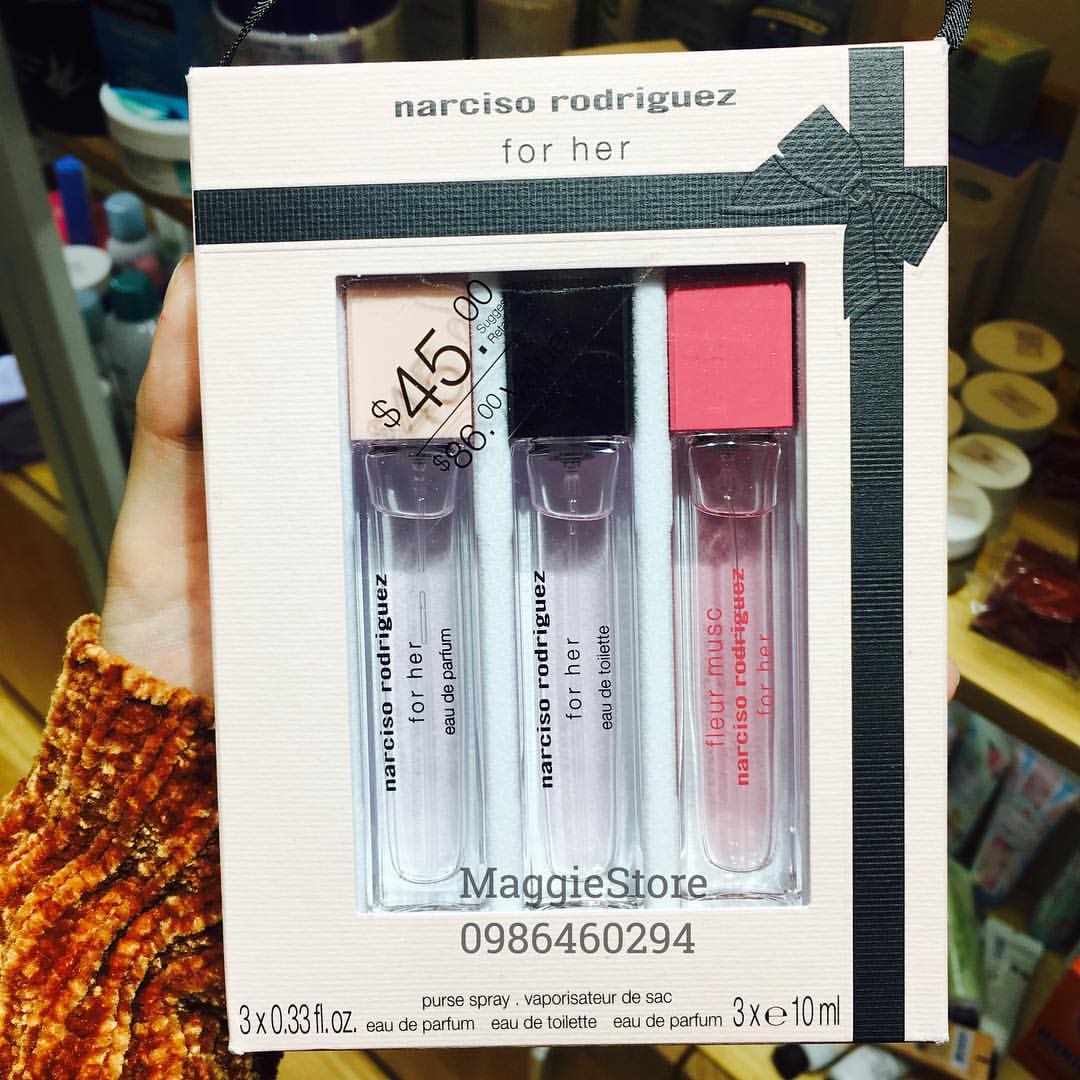 narciso rodriguez
for her
$45.00
$86.00 Value
narciso rodriguez
for her
eau de parfum
narciso rodriguez
for her
eau de toilette
fleur musc
narciso rodriguez
for her
MaggieStore
0986460294
purse spray . vaporisateur de sac
3 x 0.33 fl. oz. eau de parfum eau de toilette eau de parfum 3 x e 10 ml